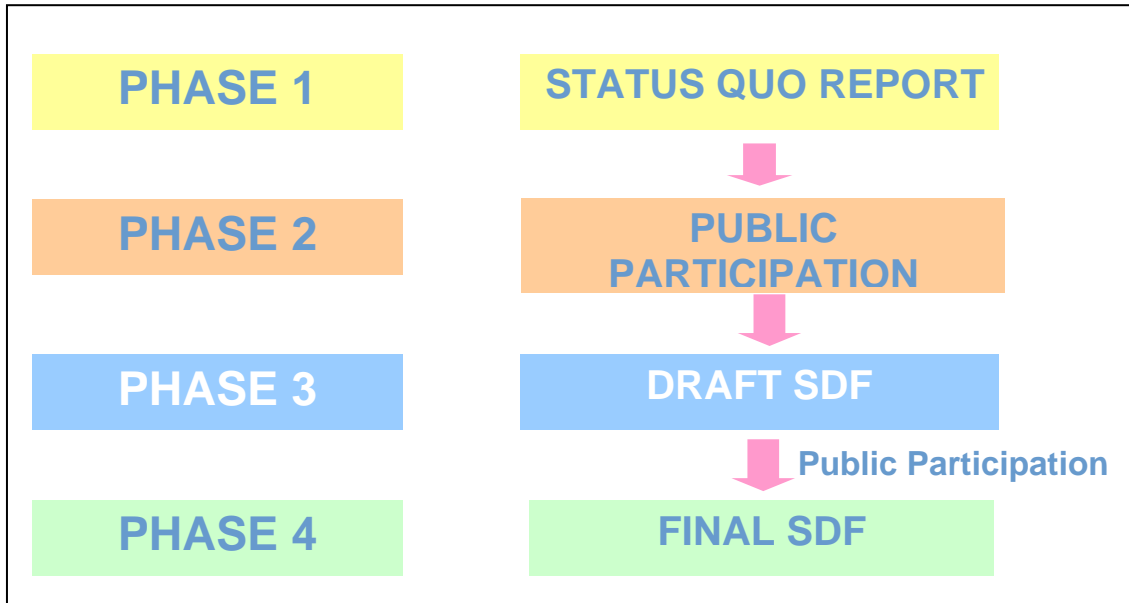 PHASE 1
STATUS QUO REPORT
PHASE 2
PUBLIC
PARTICIPATION
PHASE 3
DRAFT SDF
Public Participation
PHASE 4
FINAL SDF